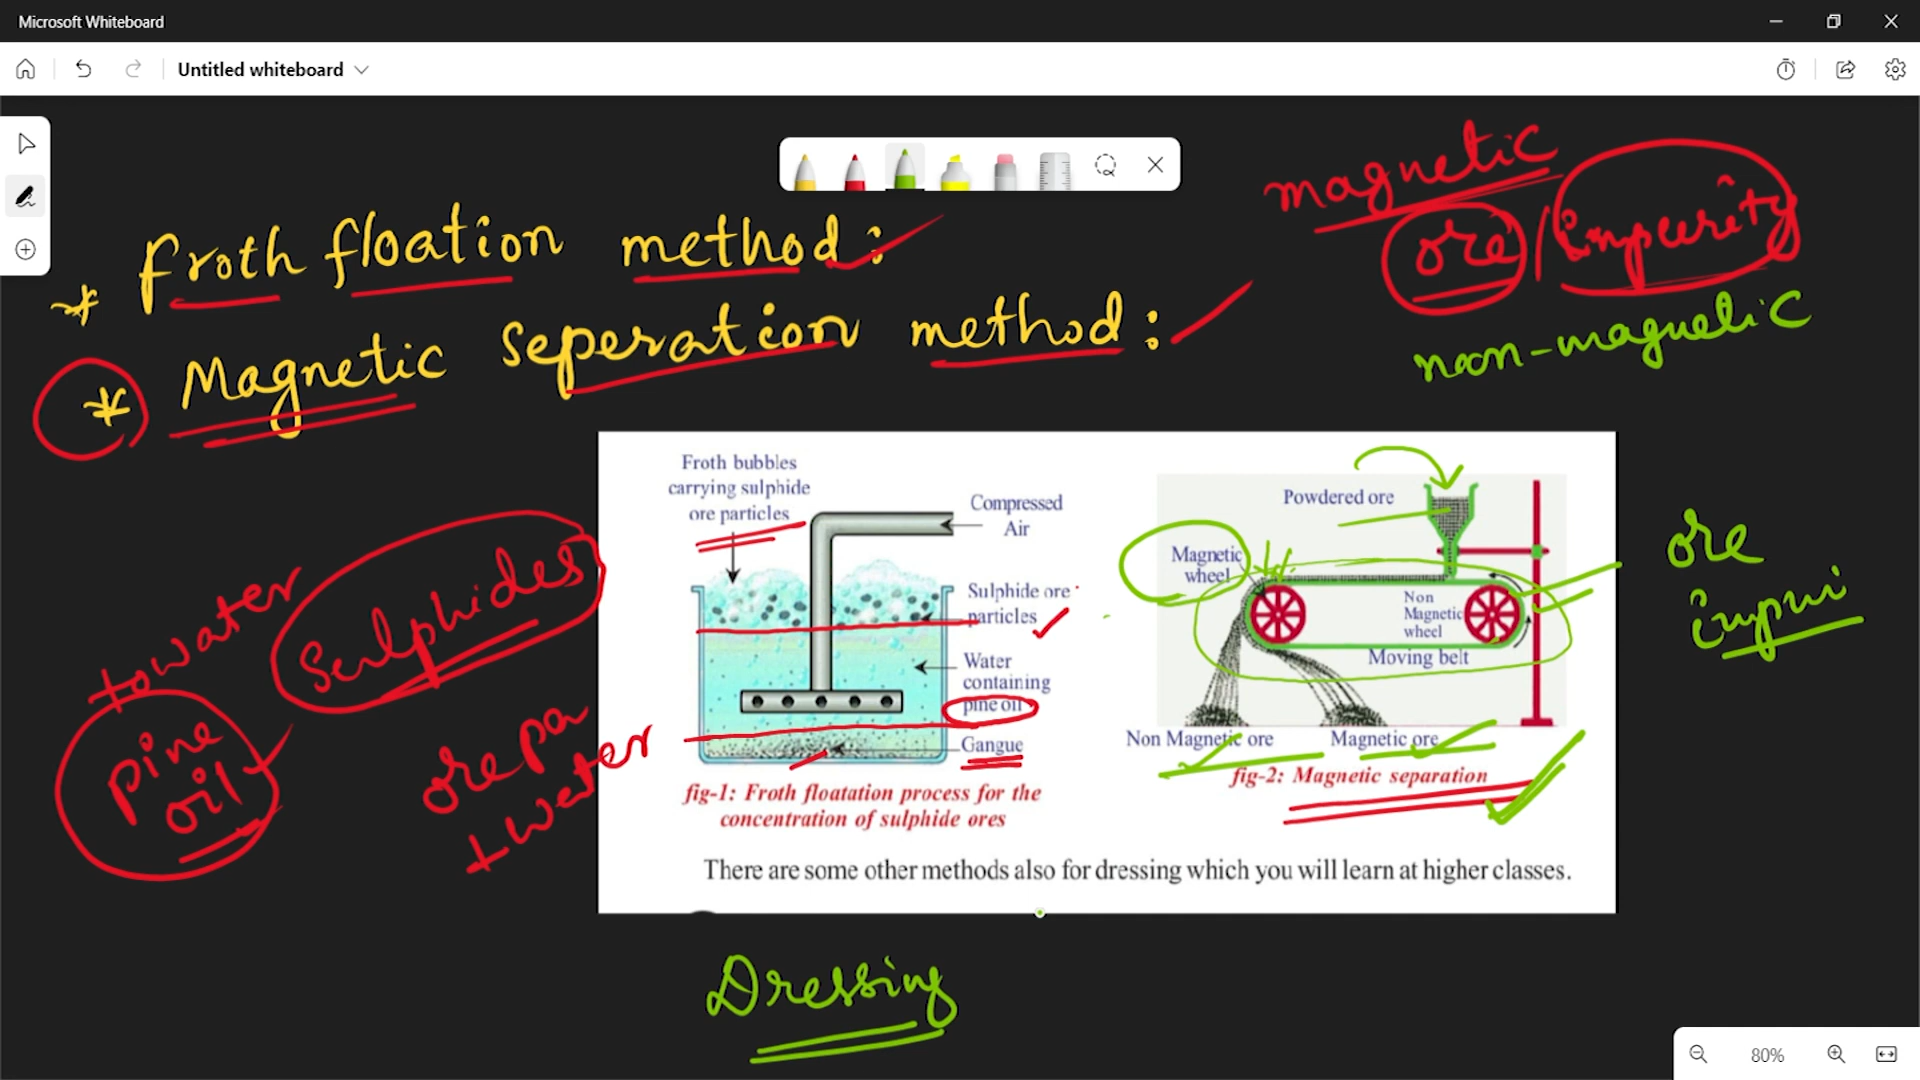 Microsoft Whiteboard
Untitled whiteboard
magnetic
ore / impurity
non-magnetic
* Froth floation method:
* Magnetic seperation method:
Froth bubbles
carrying sulphide
ore particles
Compressed
Air
Sulphide ore
particles
Water
containing
pine oil
Gangue
fig-1: Froth floatation process for the
concentration of sulphide ores
Powdered ore
Magnetic
wheel
Non
Magnetic
wheel
Moving belt
Non Magnetic ore
Magnetic ore
fig-2: Magnetic separation
There are some other methods also for dressing which you will learn at higher classes.
Sulphides
+owater
pine
oil
ore pa
+water
ore
impui
Dressing
80%